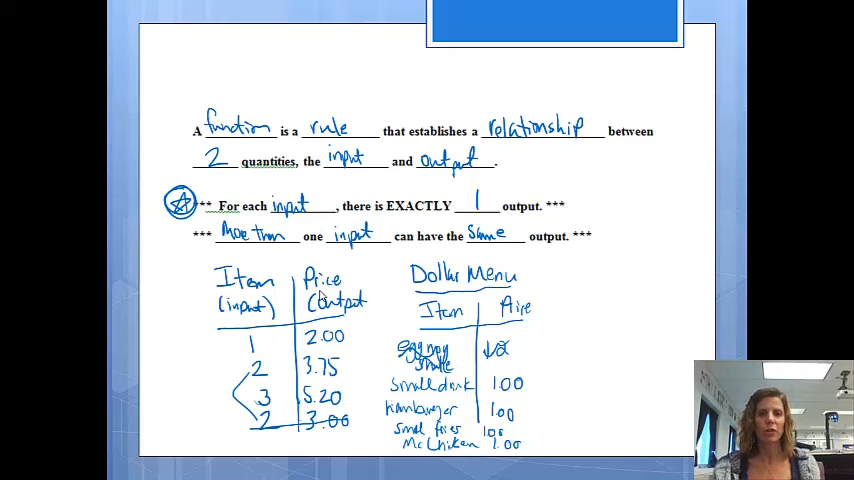 A function is a rule that establishes a relationship between
2 quantities, the input and output.
*** For each input, there is EXACTLY 1 output. ***
*** More than one input can have the same output. ***
Item Price
(input) (output
1 2.00
2 3.75
3 5.20
2 3.00
Dollar Menu
Item Price
small drink 1.00
hamburger 1.00
small fries 1.00
McChicken 1.00